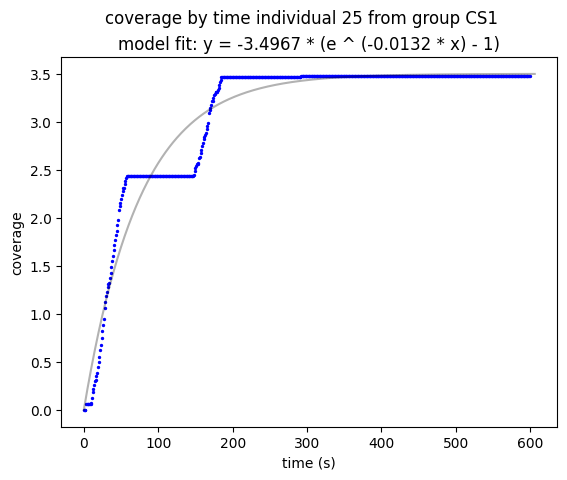 coverage by time individual 25 from group CS1
model fit: y = -3.4967 * (e ^ (-0.0132 * x) - 1)
3.5
3.0
2.5
2.0
1.5
1.0
0.5
0.0
coverage
0 100 200 300 400 500 600
time (s)